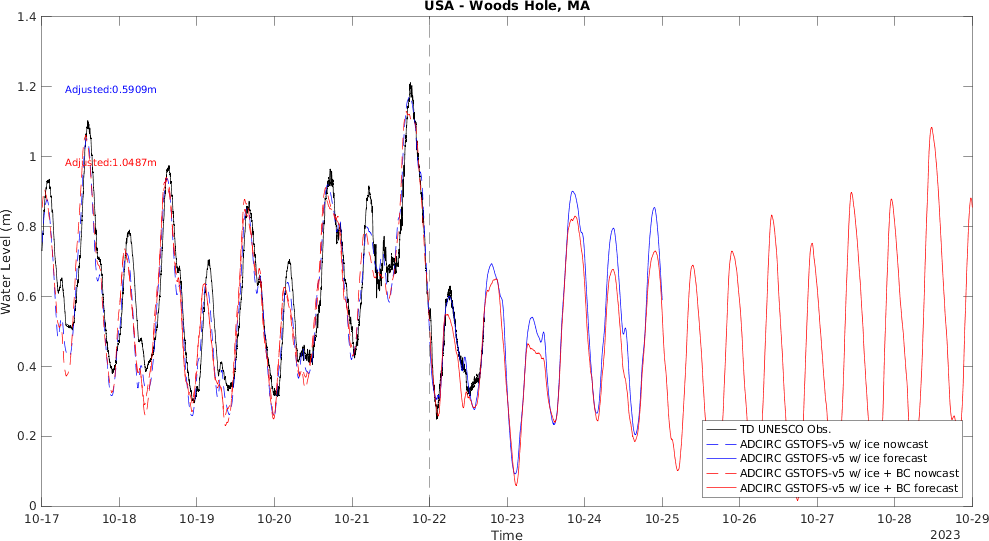 USA - Woods Hole, MA
1.4
1.2
1
0.8
0.6
0.4
0.2
0
Water Level (m)
Adjusted:0.5909m
Adjusted:1.0487m
TD UNESCO Obs.
ADCIRC GSTOFS-v5 w/ ice nowcast
ADCIRC GSTOFS-v5 w/ ice forecast
ADCIRC GSTOFS-v5 w/ ice + BC nowcast
ADCIRC GSTOFS-v5 w/ ice + BC forecast
10-17 10-18 10-19 10-20 10-21 10-22 10-23 10-24 10-25 10-26 10-27 10-28 10-29
Time
2023